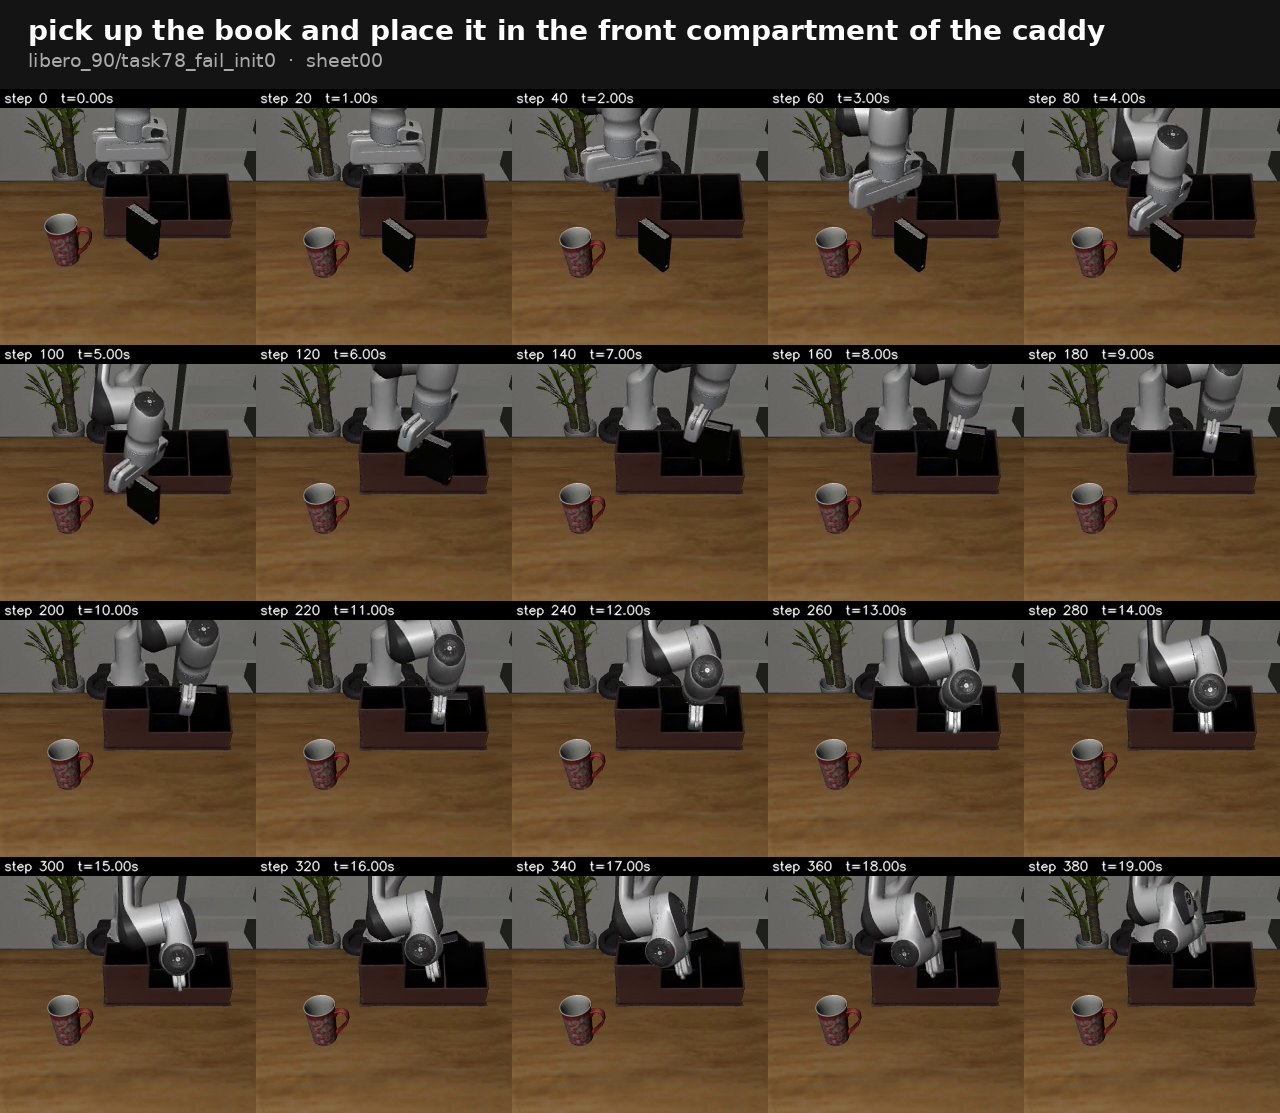 pick up the book and place it in the front compartment of the caddy
libero_90/task78_fail_init0 · sheet00
step 0 t=0.00s
step 20 t=1.00s
step 40 t=2.00s
step 60 t=3.00s
step 80 t=4.00s
step 100 t=5.00s
step 120 t=6.00s
step 140 t=7.00s
step 160 t=8.00s
step 180 t=9.00s
step 200 t=10.00s
step 220 t=11.00s
step 240 t=12.00s
step 260 t=13.00s
step 280 t=14.00s
step 300 t=15.00s
step 320 t=16.00s
step 340 t=17.00s
step 360 t=18.00s
step 380 t=19.00s